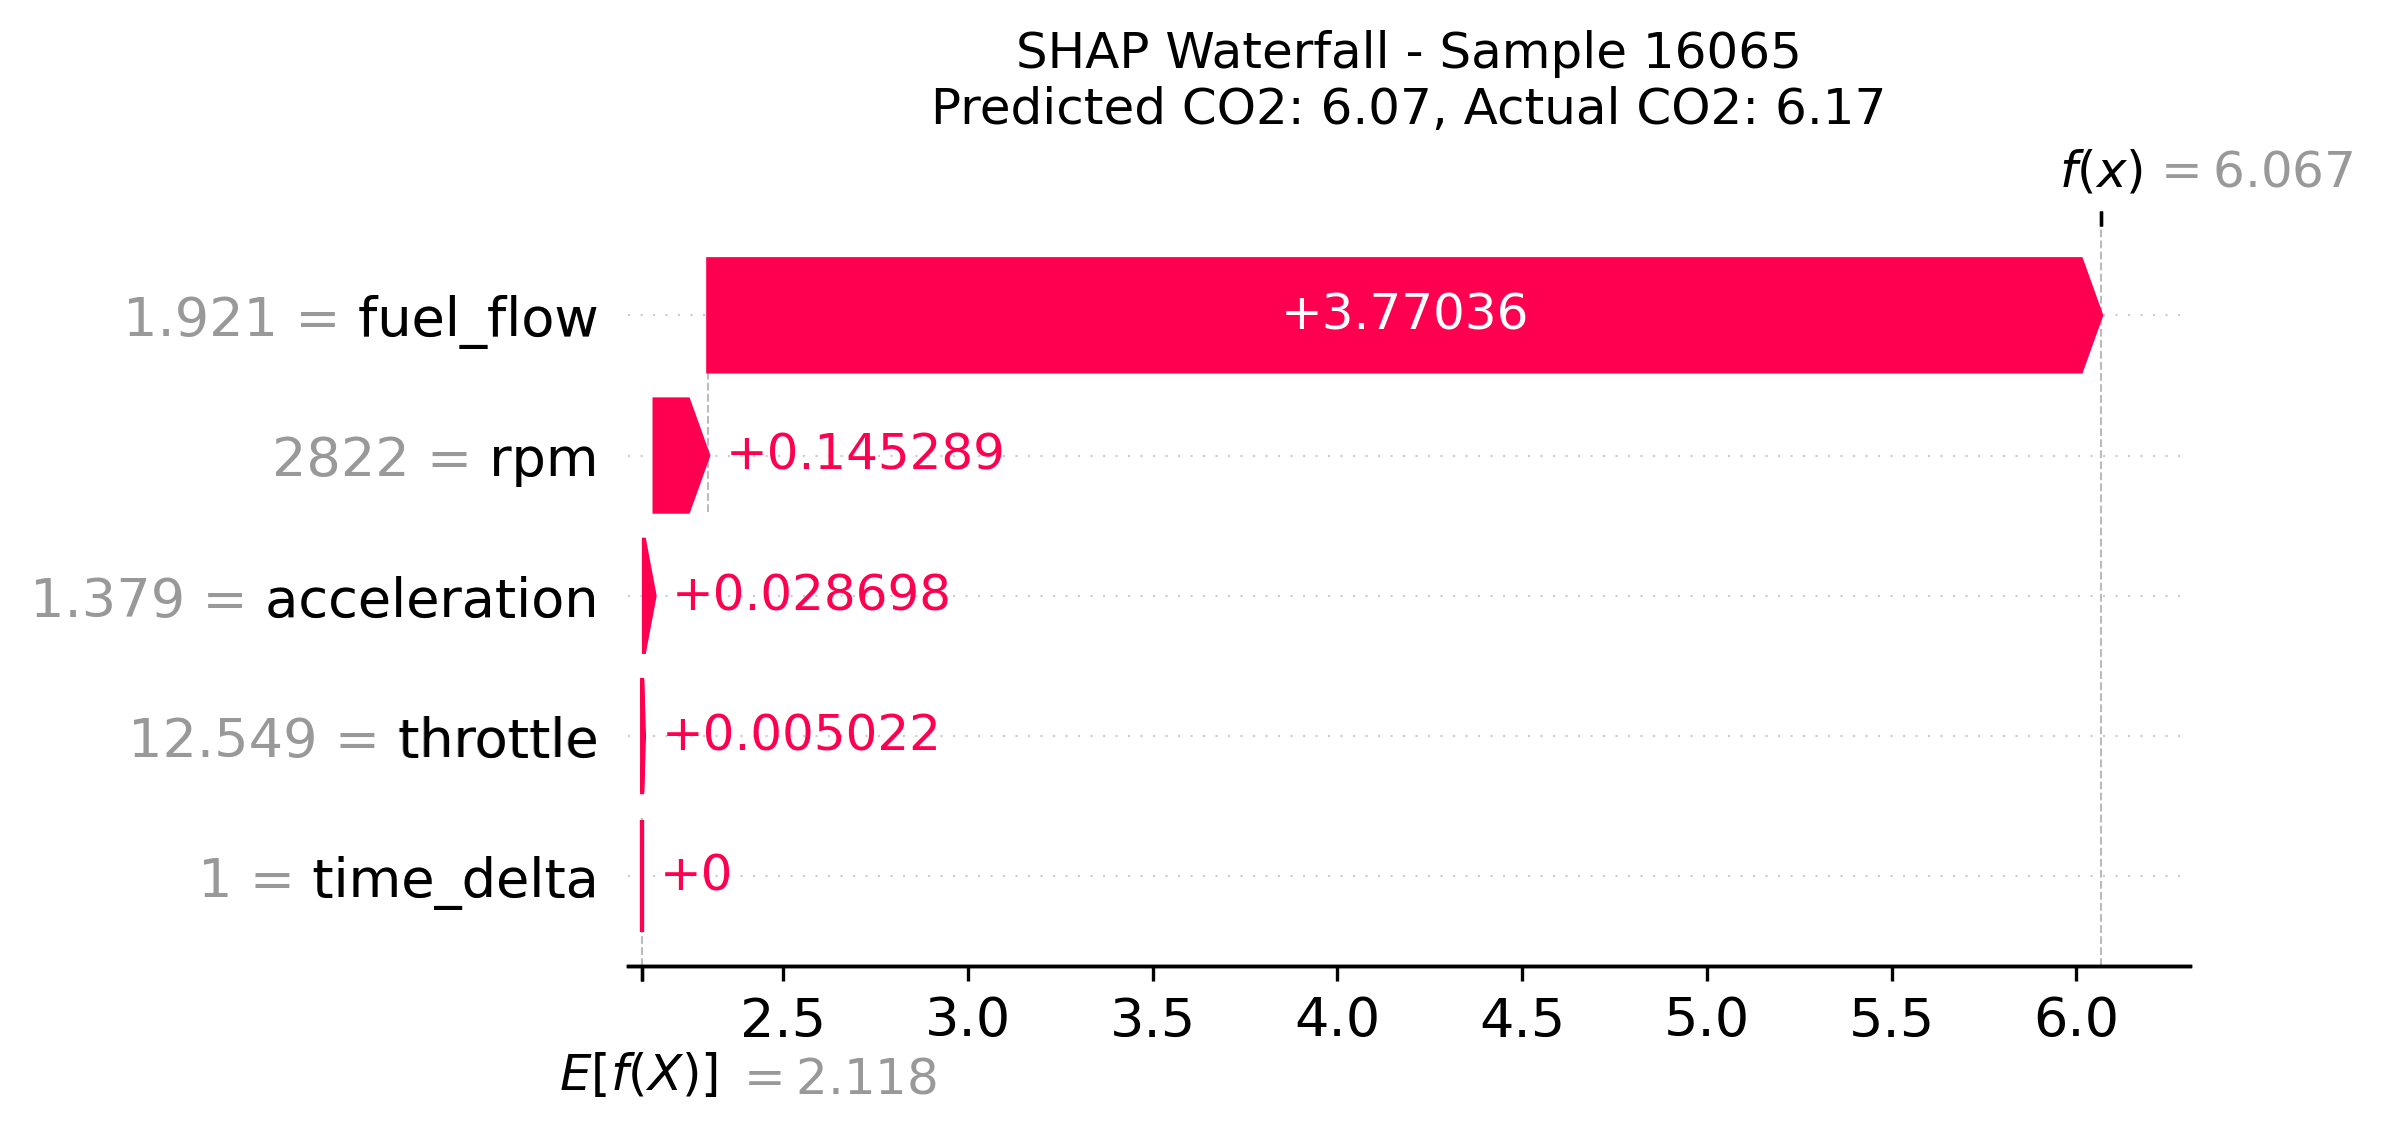 SHAP Waterfall - Sample 16065
Predicted CO2: 6.07, Actual CO2: 6.17
f(x) = 6.067
1.921 = fuel_flow
+3.77036
2822 = rpm
+0.145289
1.379 = acceleration
+0.028698
12.549 = throttle
+0.005022
1 = time_delta
+0
2.5 3.0 3.5 4.0 4.5 5.0 5.5 6.0
E[f(X)] = 2.118